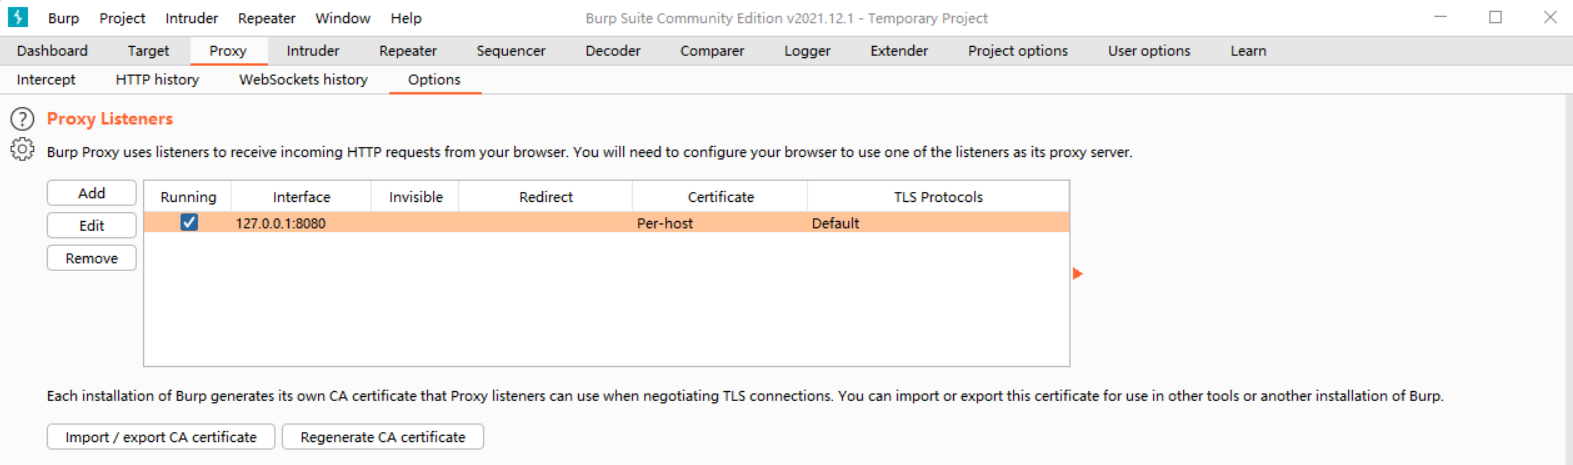 Burp Project Intruder Repeater Window Help Burp Suite Community Edition v2021.12.1 - Temporary Project
Dashboard Target Proxy Intruder Repeater Sequencer Decoder Comparer Logger Extender Project options User options Learn
Intercept HTTP history WebSockets history Options
? Proxy Listeners
Burp Proxy uses listeners to receive incoming HTTP requests from your browser. You will need to configure your browser to use one of the listeners as its proxy server.
Add Running Interface Invisible Redirect Certificate TLS Protocols
Edit 127.0.0.1:8080 Per-host Default
Remove
Each installation of Burp generates its own CA certificate that Proxy listeners can use when negotiating TLS connections. You can import or export this certificate for use in other tools or another installation of Burp.
Import / export CA certificate Regenerate CA certificate